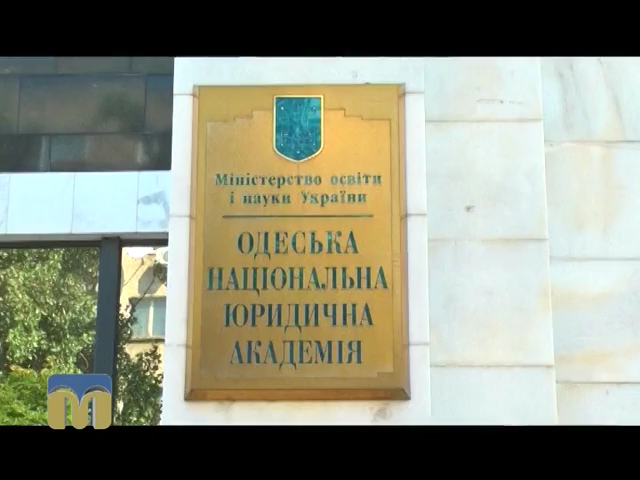 Міністерство освіти
і науки України
ОДЕСЬКА
НАЦІОНАЛЬНА
ЮРИДИЧНА
АКАДЕМІЯ
М